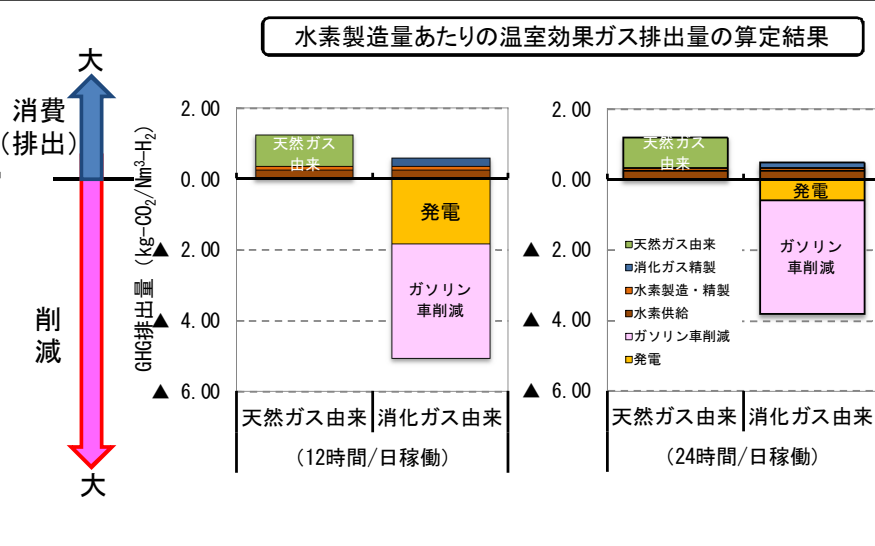 水素製造量あたりの温室効果ガス排出量の算定結果
大
消費
(排出)
削
減
大
GHG排出量 (kg-CO₂/Nm³-H₂)
2.00
0.00
▲ 2.00
▲ 4.00
▲ 6.00
天然ガス
由来
発電
ガソリン
車削減
天然ガス由来
消化ガス由来
(12時間/日稼働)
2.00
0.00
▲ 2.00
▲ 4.00
▲ 6.00
天然ガス
由来
発電
ガソリン
車削減
天然ガス由来
消化ガス精製
水素製造・精製
水素供給
ガソリン車削減
発電
天然ガス由来
消化ガス由来
(24時間/日稼働)